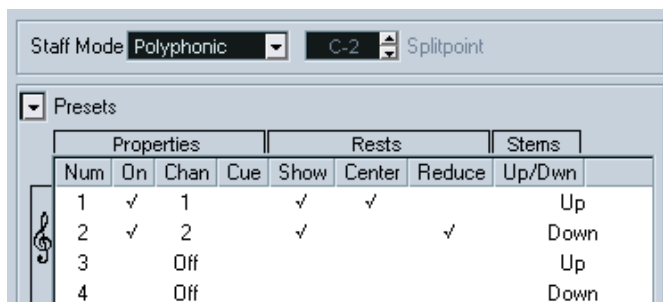 Staff Mode Polyphonic C-2 Splitpoint
Presets
Properties Rests Stems
Num On Chan Cue Show Center Reduce Up/Dwn
1 √ 1 √ √ Up
2 √ 2 √ √ Down
3 Off Up
4 Off Down